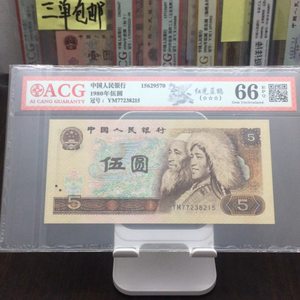 三单包邮
ACG
AI CANG GUARANTY
中国人民银行
1980年伍圆
冠号：YM77238215
15629570
66
EPQ
中国人民银行
伍圆
5
5
YM77238215